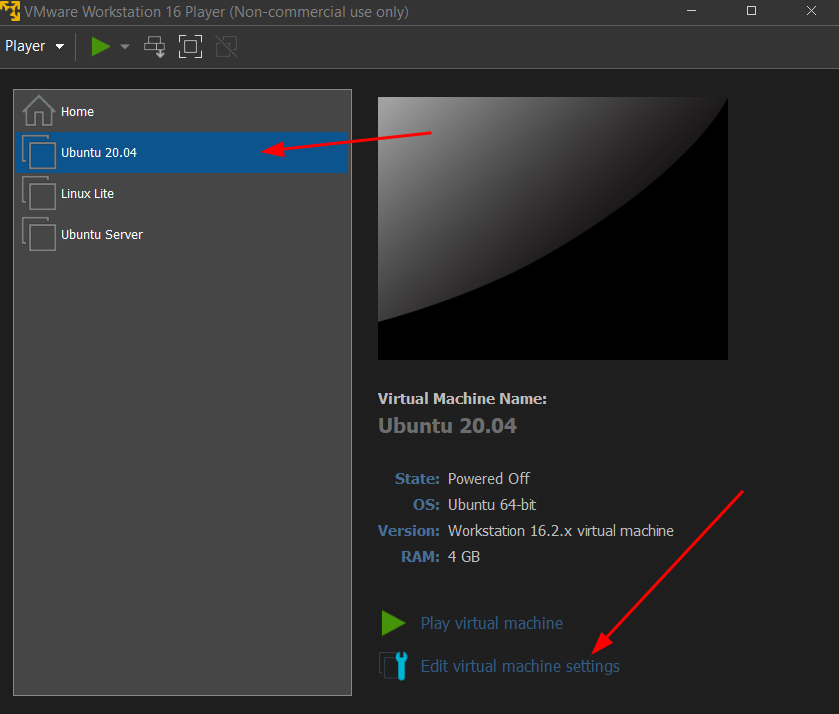 VMware Workstation 16 Player (Non-commercial use only)
Player
Home
Ubuntu 20.04
Linux Lite
Ubuntu Server
Virtual Machine Name:
Ubuntu 20.04
State: Powered Off
OS: Ubuntu 64-bit
Version: Workstation 16.2.x virtual machine
RAM: 4 GB
Play virtual machine
Edit virtual machine settings